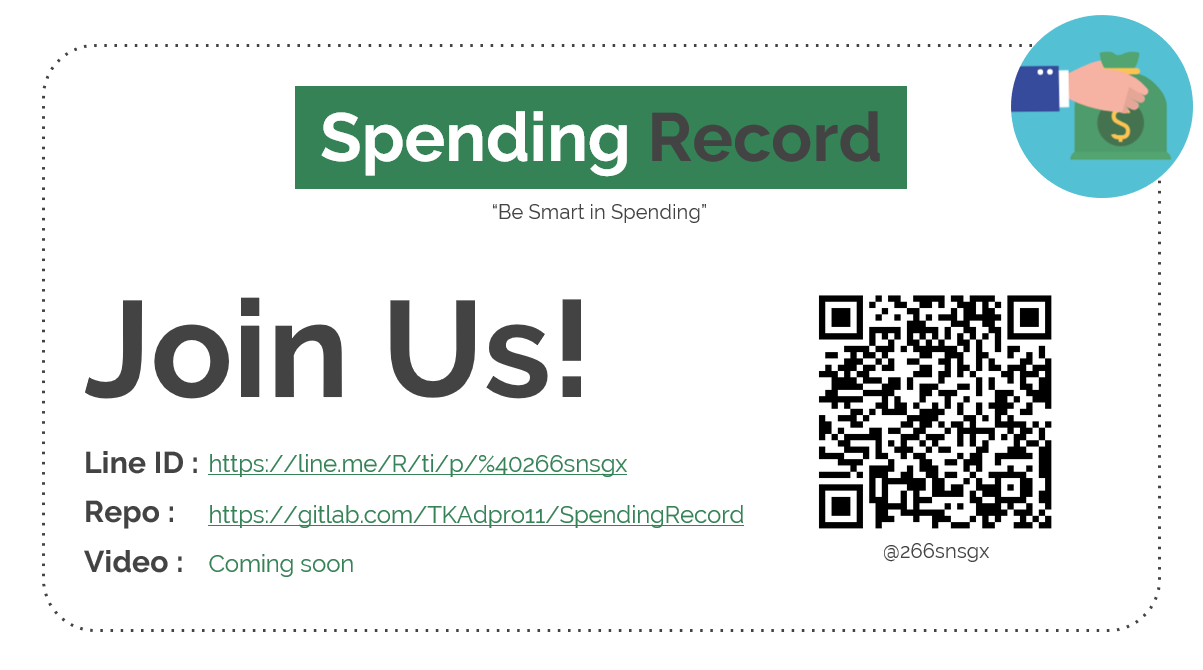 Spending Record
“Be Smart in Spending”
Join Us!
Line ID : https://line.me/R/ti/p/%40266snsgx
Repo : https://gitlab.com/TKAdpro11/SpendingRecord
Video : Coming soon
@266snsgx
$